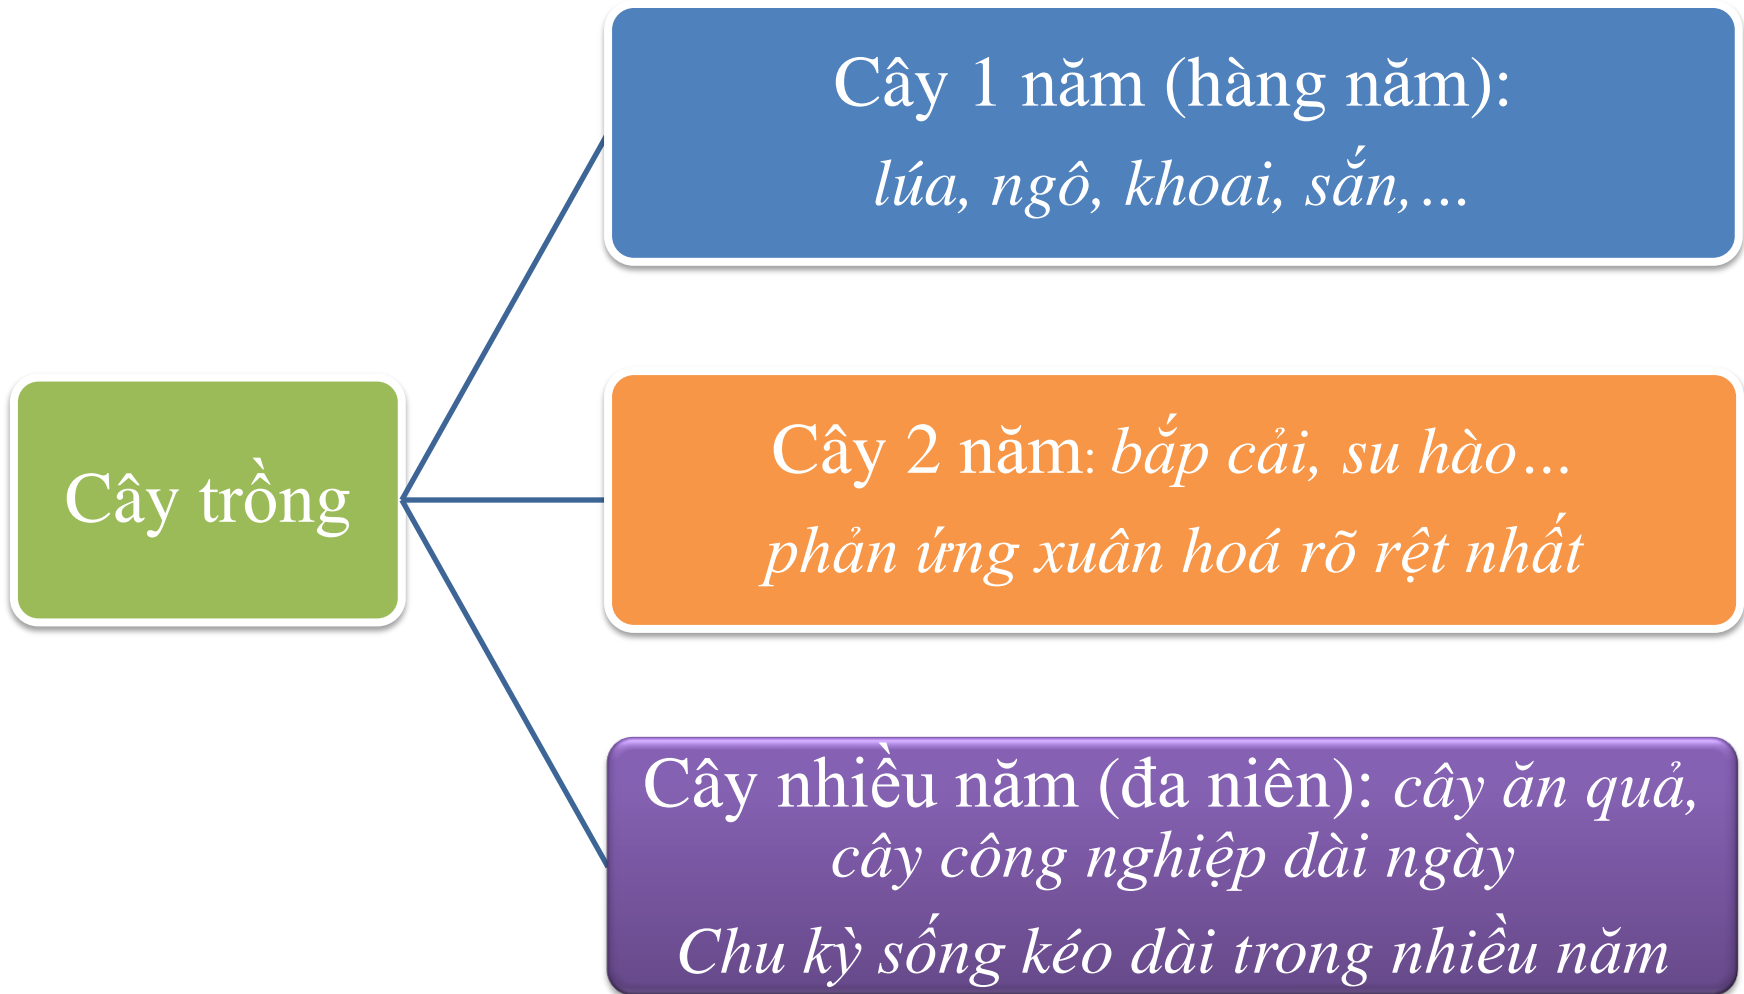 Cây trồng
Cây 1 năm (hàng năm):
lúa, ngô, khoai, sắn,...
Cây 2 năm: bắp cải, su hào...
phản ứng xuân hoá rõ rệt nhất
Cây nhiều năm (đa niên): cây ăn quả,
cây công nghiệp dài ngày
Chu kỳ sống kéo dài trong nhiều năm